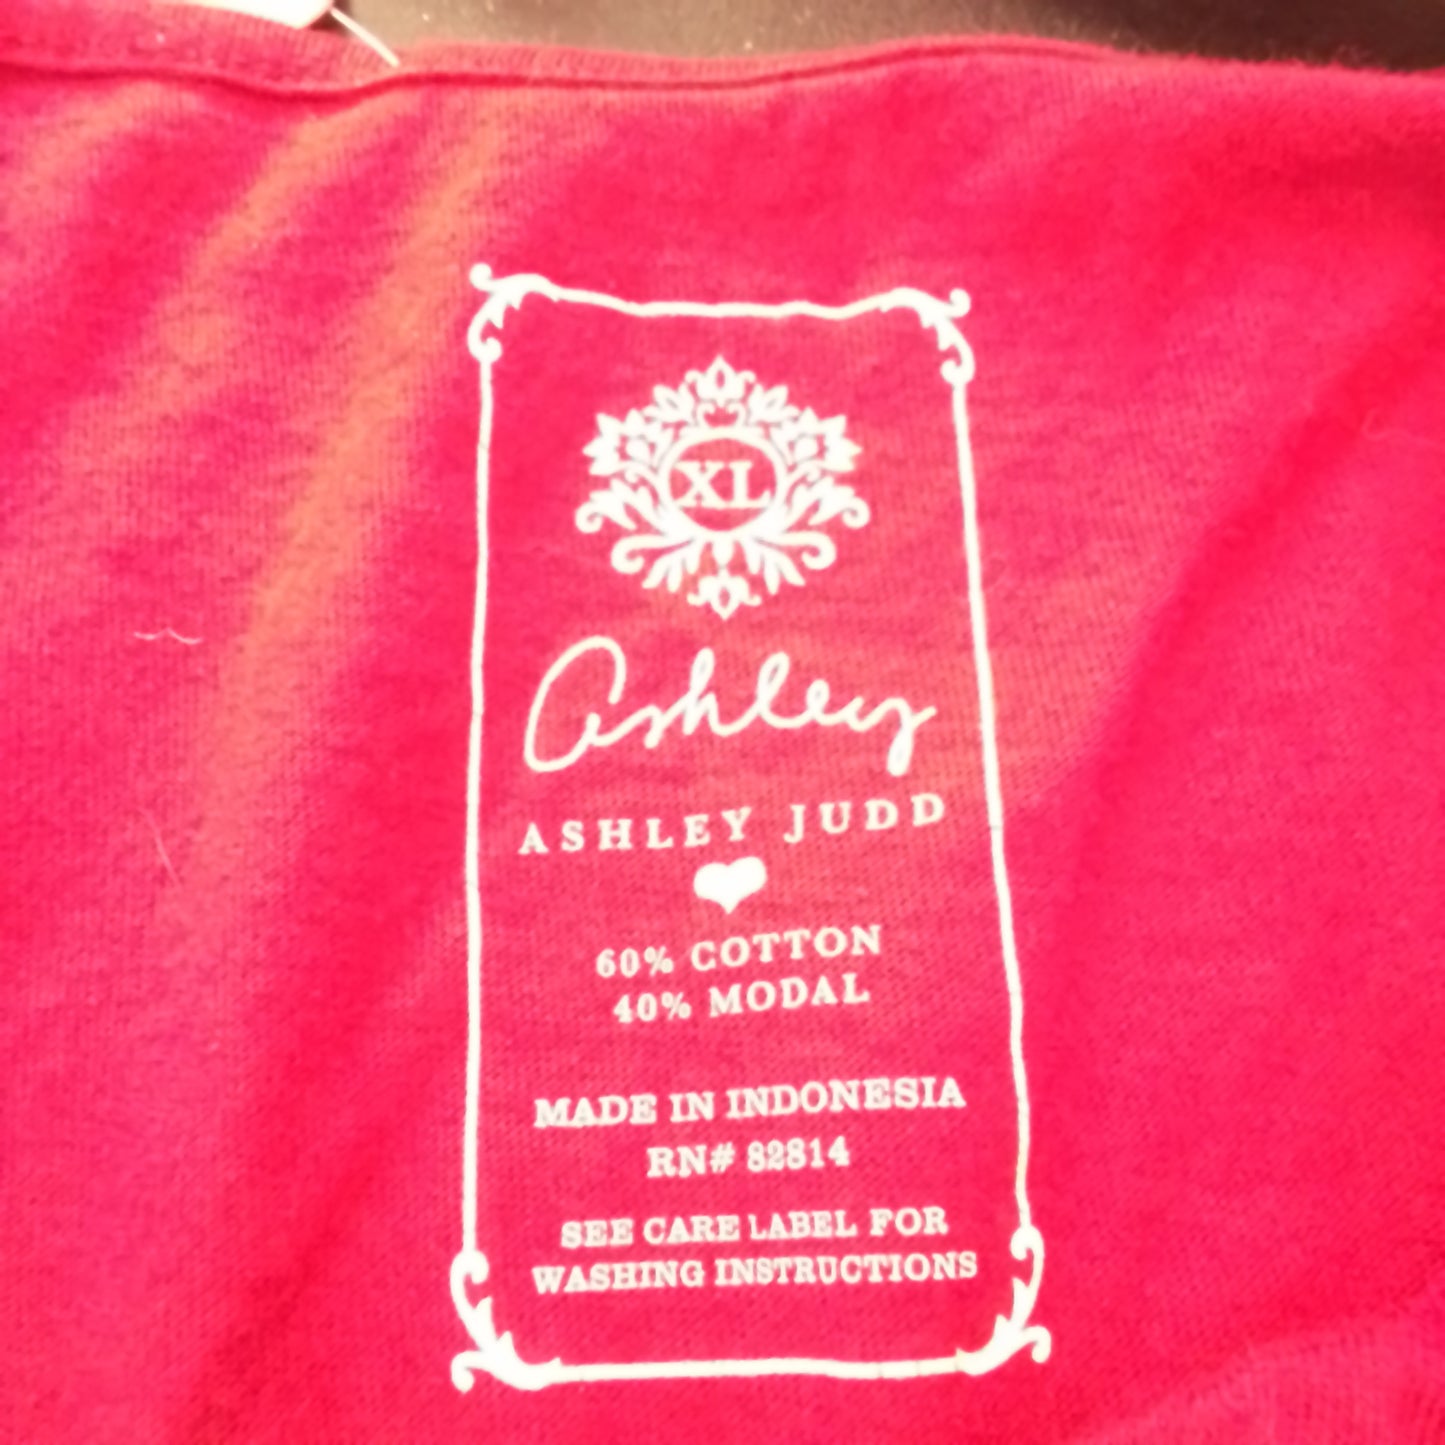 XL
Ashley
ASHLEY JUDD
60% COTTON
40% MODAL
MADE IN INDONESIA
RN# 82814
SEE CARE LABEL FOR
WASHING INSTRUCTIONS